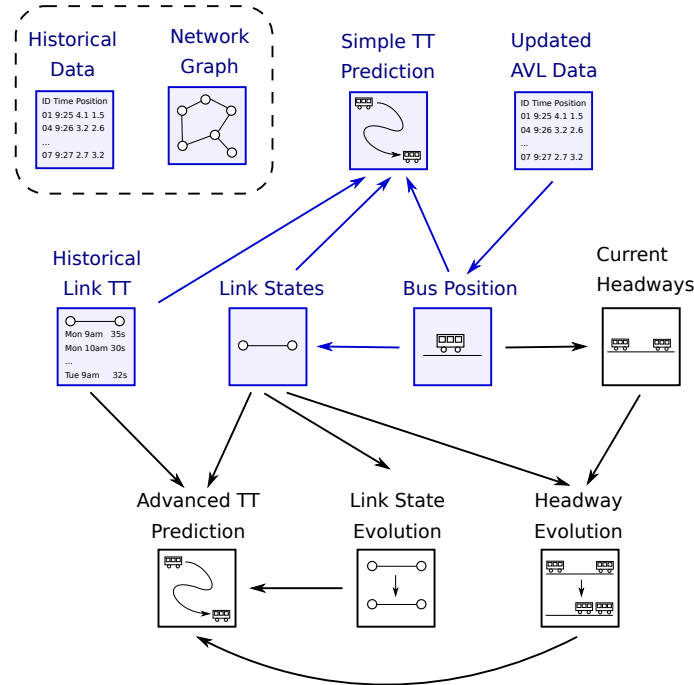 Historical
Data
Network
Graph
Simple TT
Prediction
Updated
AVL Data
ID Time Position
01 9:25 4.1 1.5
04 9:26 3.2 2.6
...
07 9:27 2.7 3.2
ID Time Position
01 9:25 4.1 1.5
04 9:26 3.2 2.6
...
07 9:27 2.7 3.2
Historical
Link TT
Link States
Bus Position
Current
Headways
Mon 9am 35s
Mon 10am 30s
...
Tue 9am 32s
Advanced TT
Prediction
Link State
Evolution
Headway
Evolution